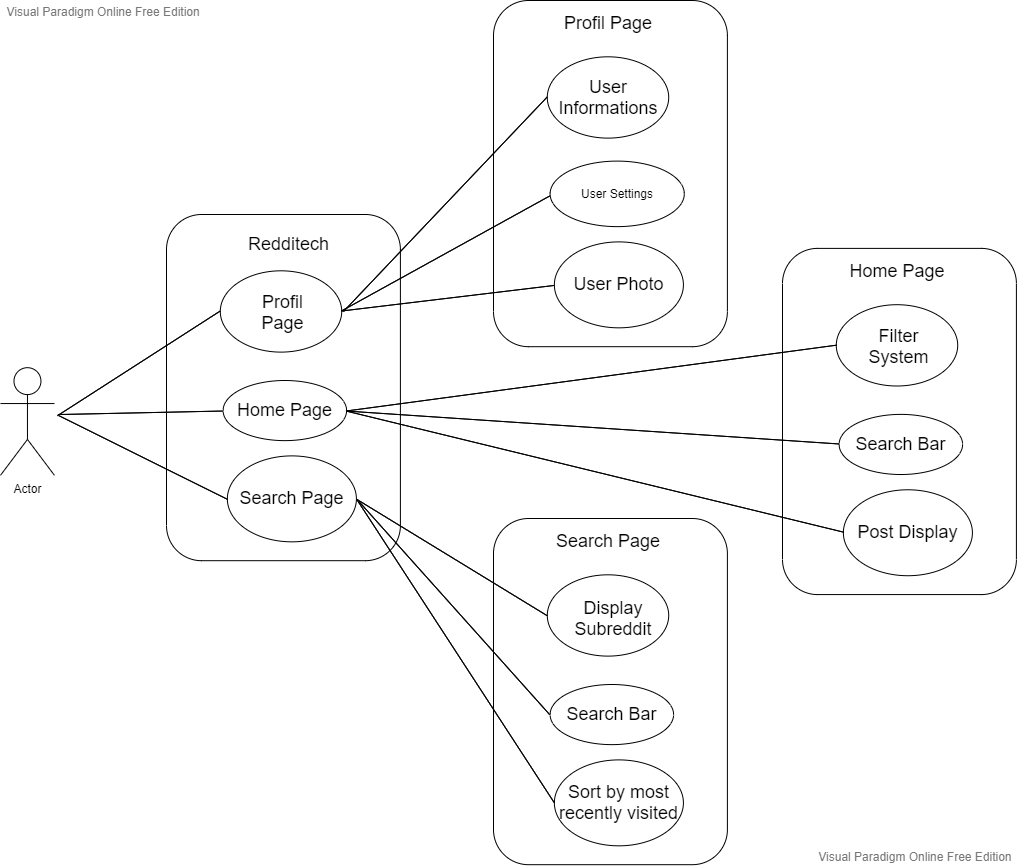 Visual Paradigm Online Free Edition
Profil Page
User
Informations
User Settings
User Photo
Redditech
Profil
Page
Home Page
Search Page
Actor
Home Page
Filter
System
Search Bar
Post Display
Search Page
Display
Subreddit
Search Bar
Sort by most
recently visited
Visual Paradigm Online Free Edition